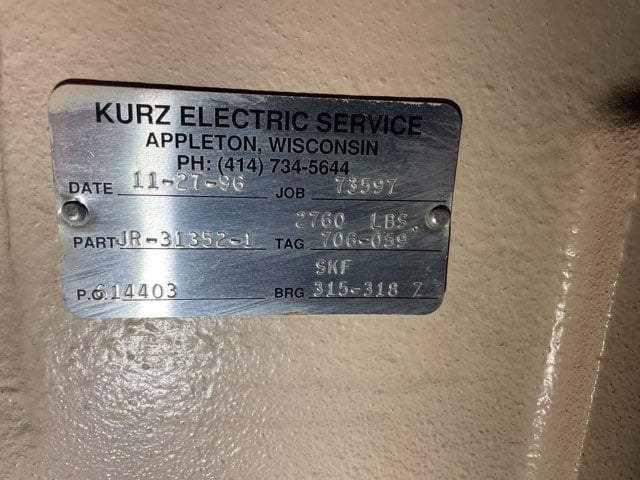 KURZ ELECTRIC SERVICE
APPLETON, WISCONSIN
PH: (414) 734-5644
DATE 11-27-96 JOB 73597
2760 LBS.
PART JR-31352-1 TAG 706-059
SKF
P.O. 614403 BRG 315-318 Z